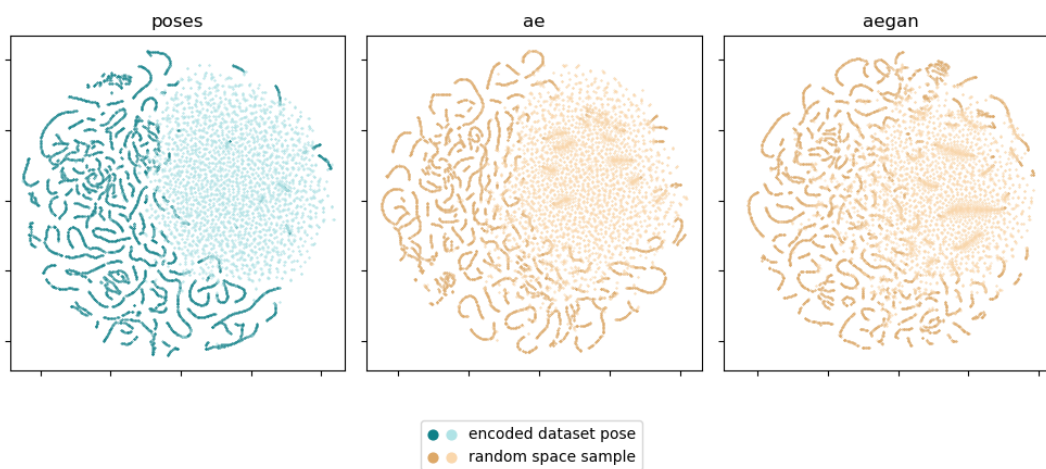 poses
ae
aegan
encoded dataset pose
random space sample